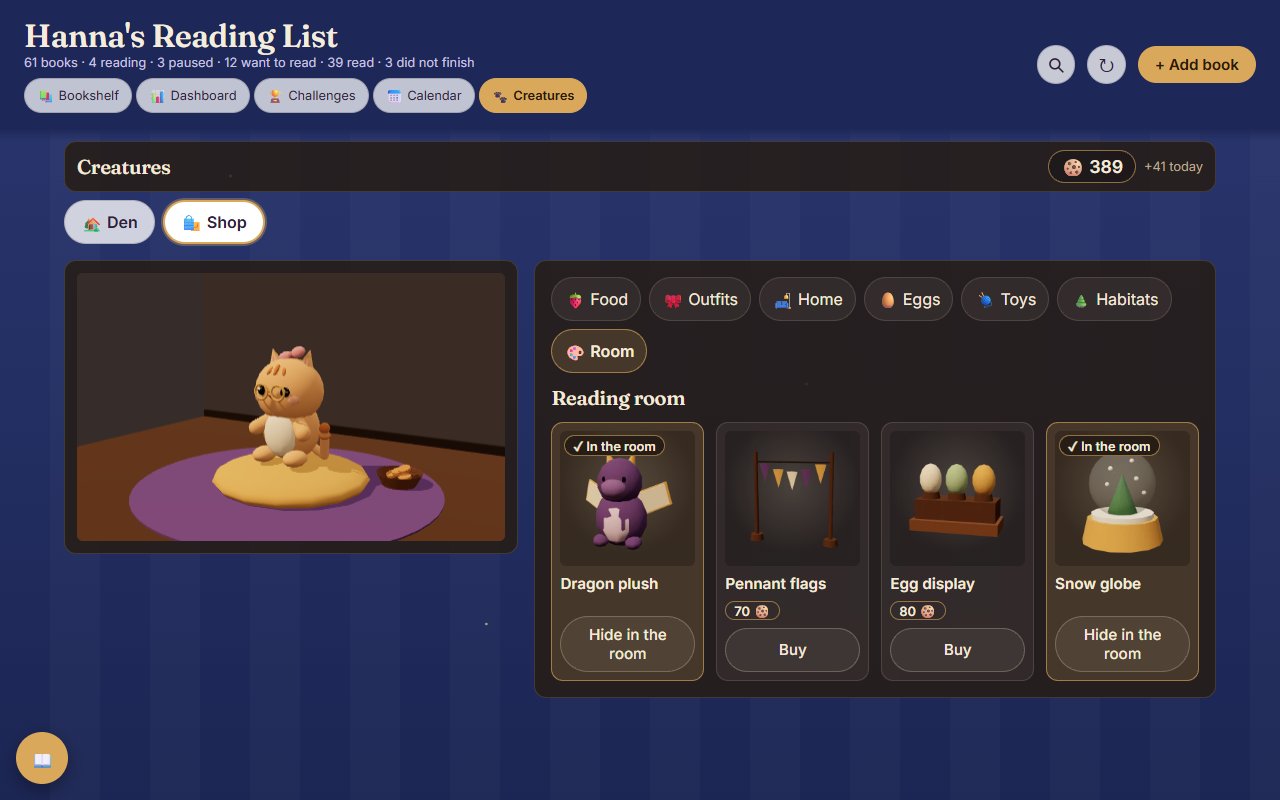 Hanna's Reading List
61 books · 4 reading · 3 paused · 12 want to read · 39 read · 3 did not finish
Bookshelf
Dashboard
Challenges
Calendar
Creatures
+ Add book
Creatures
389
+41 today
Den
Shop
Food
Outfits
Home
Eggs
Toys
Habitats
Room
Reading room
✓ In the room
✓ In the room
Dragon plush
Pennant flags
Egg display
Snow globe
70
80
Hide in the
room
Buy
Buy
Hide in the
room